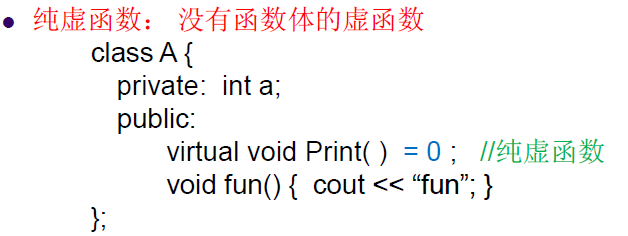 ● 纯虚函数： 没有函数体的虚函数
class A {
private: int a;
public:
virtual void Print( ) = 0 ; //纯虚函数
void fun() { cout << “fun”; }
};